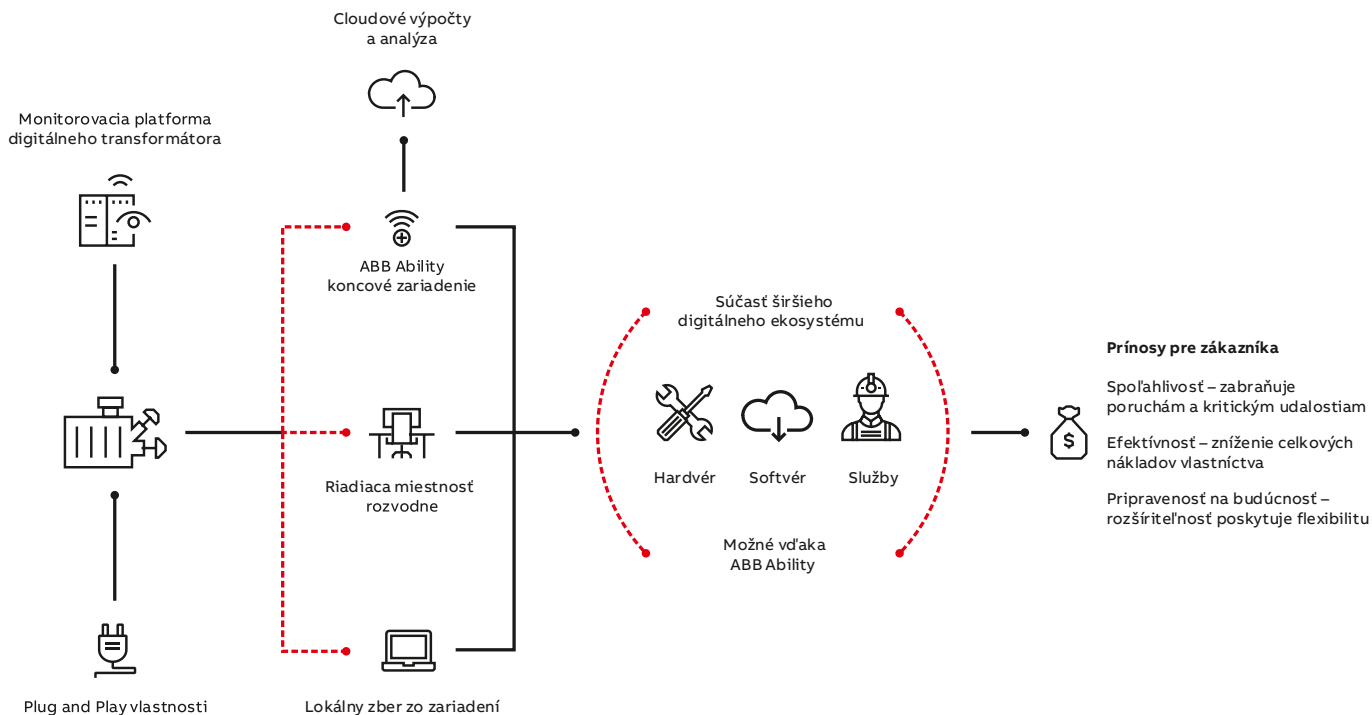 Cloudové výpočty
a analýza
Monitorovacia platforma
digitálneho transformátora
ABB Ability
koncové zariadenie
Riadiaca miestnosť
rozvodne
Plug and Play vlastnosti
Lokálny zber zo zariadení
Súčasť širšieho
digitálneho ekosystému
Hardvér
Softvér
Služby
Možné vďaka
ABB Ability
$
Prínosy pre zákazníka
Spoľahlivosť – zabraňuje
poruchám a kritickým udalostiam
Efektívnosť – zníženie celkových
nákladov vlastníctva
Pripravenosť na budúcnosť –
rozšíriteľnosť poskytuje flexibilitu